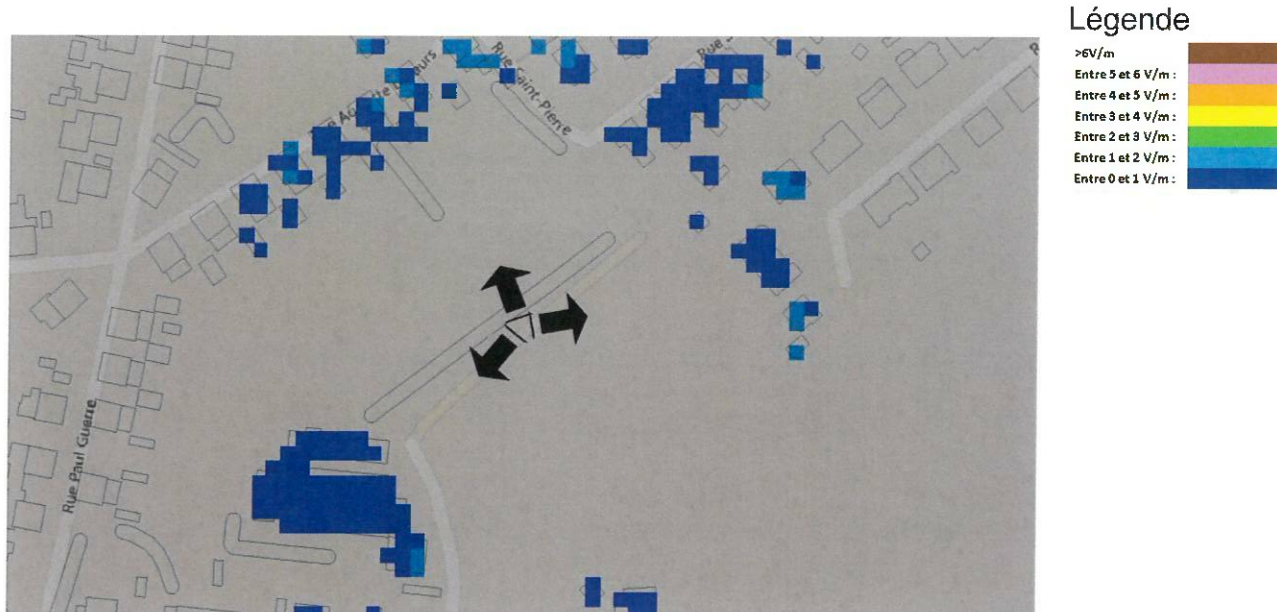 Légende
>6V/m
Entre 5 et 6 V/m :
Entre 4 et 5 V/m :
Entre 3 et 4 V/m :
Entre 2 et 3 V/m :
Entre 1 et 2 V/m :
Entre 0 et 1 V/m :
Rue Saint-Pierre
Rue
Rue Paul Guerre